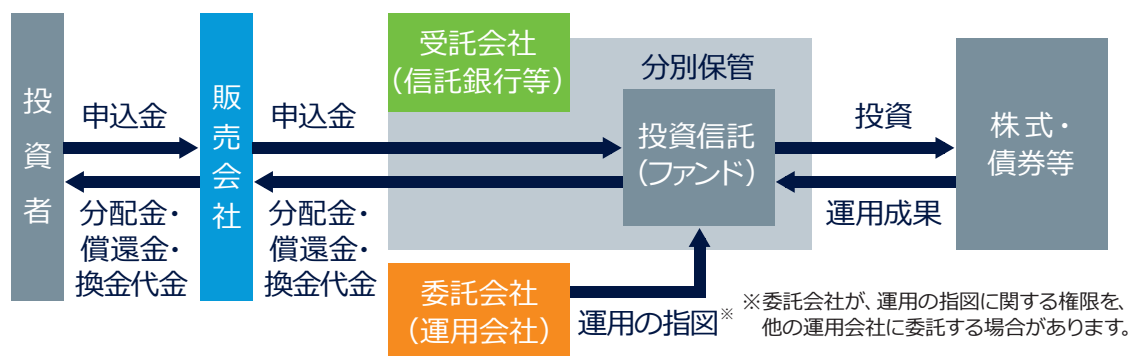 投資者
申込金
分配金・
償還金・
換金代金
販売会社
申込金
分配金・
償還金・
換金代金
受託会社
(信託銀行等)
分別保管
投資信託
(ファンド)
委託会社
(運用会社)
運用の指図※
投資
運用成果
株式・
債券等
※委託会社が、運用の指図に関する権限を、
他の運用会社に委託する場合があります。